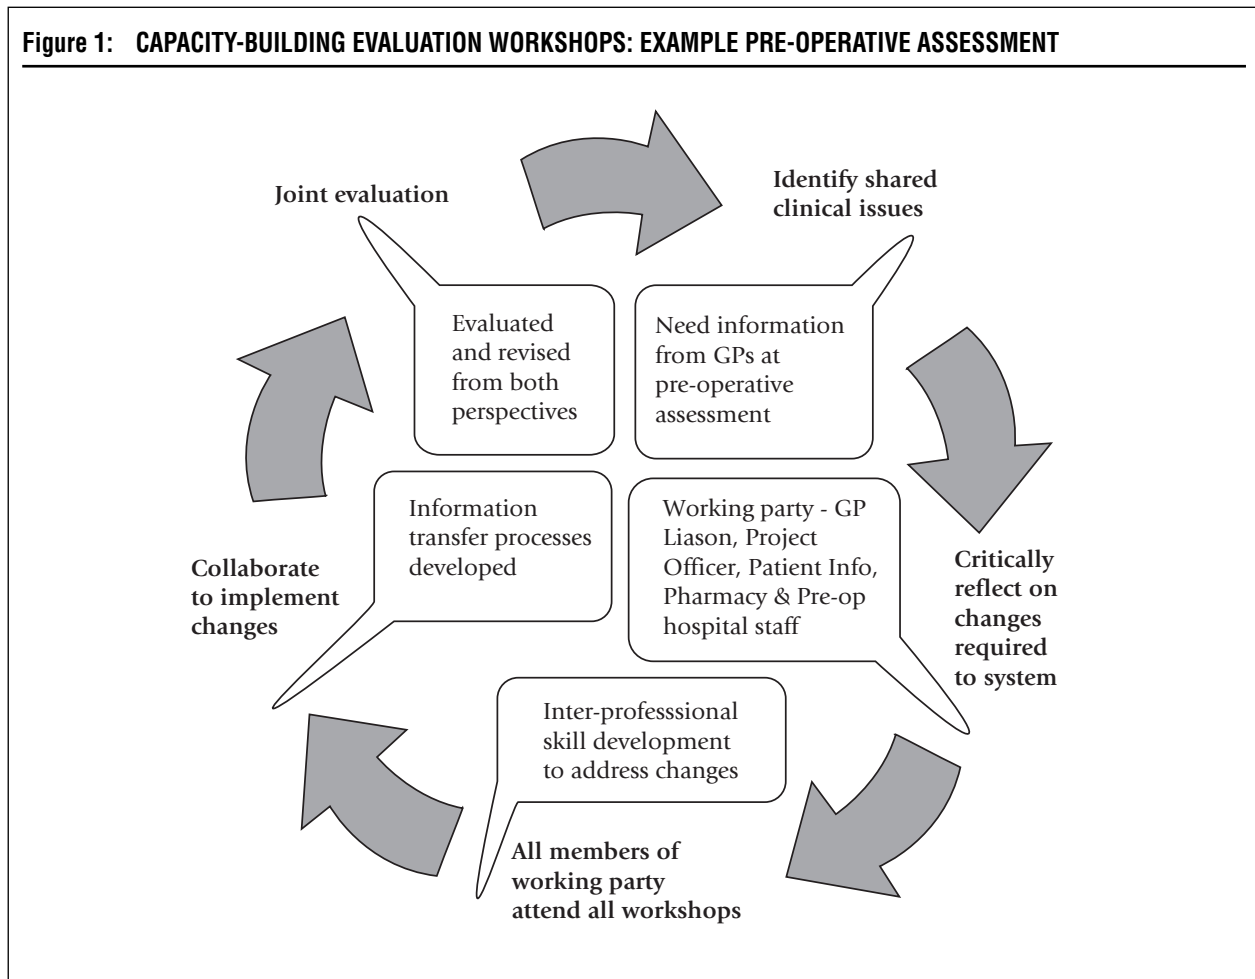 Figure 1: CAPACITY-BUILDING EVALUATION WORKSHOPS: EXAMPLE PRE-OPERATIVE ASSESSMENT
Joint evaluation
Identify shared
clinical issues
Evaluated
and revised
from both
perspectives
Need information
from GPs at
pre-operative
assessment
Information
transfer processes
developed
Working party - GP
Liason, Project
Officer, Patient Info,
Pharmacy & Pre-op
hospital staff
Collaborate
to implement
changes
Critically
reflect on
changes
required
to system
Inter-professsional
skill development
to address changes
All members of
working party
attend all workshops